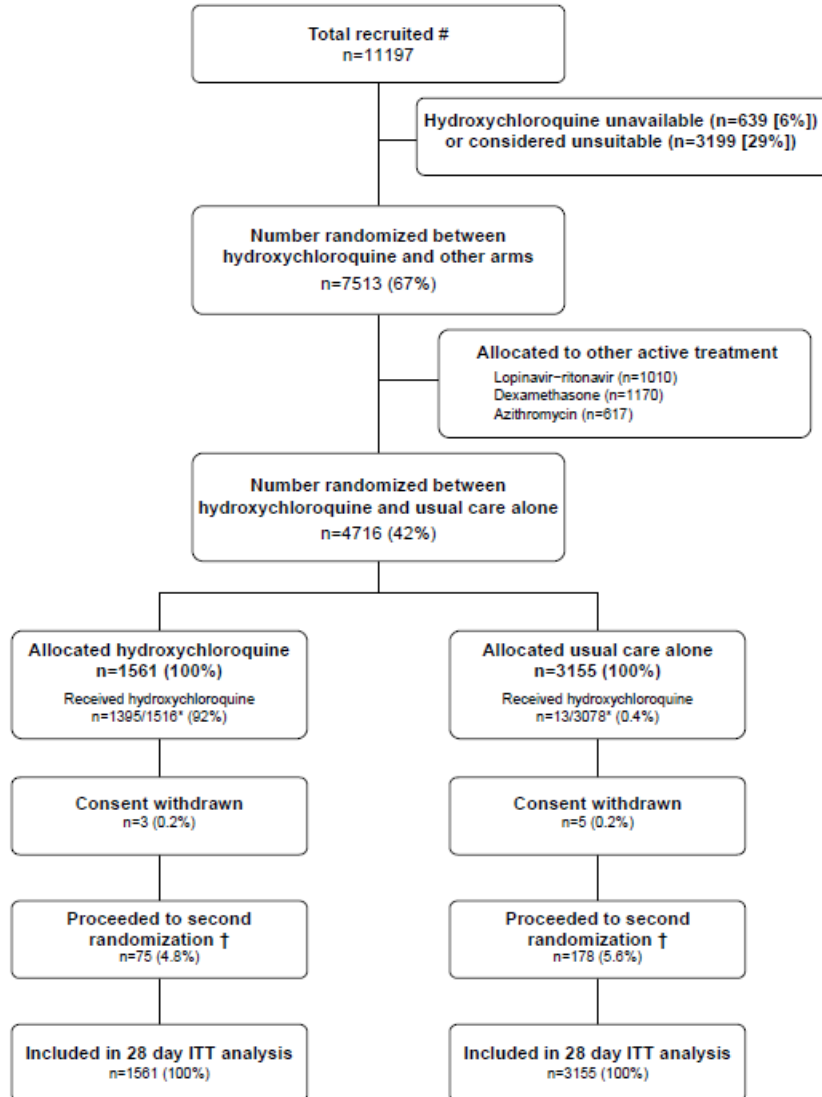 Total recruited #
n=11197
Hydroxychloroquine unavailable (n=639 [6%])
or considered unsuitable (n=3199 [29%])
Number randomized between
hydroxychloroquine and other arms
n=7513 (67%)
Allocated to other active treatment
Lopinavir−ritonavir (n=1010)
Dexamethasone (n=1170)
Azithromycin (n=617)
Number randomized between
hydroxychloroquine and usual care alone
n=4716 (42%)
Allocated hydroxychloroquine
n=1561 (100%)
Received hydroxychloroquine
n=1395/1516* (92%)
Allocated usual care alone
n=3155 (100%)
Received hydroxychloroquine
n=13/3078* (0.4%)
Consent withdrawn
n=3 (0.2%)
Consent withdrawn
n=5 (0.2%)
Proceeded to second
randomization †
n=75 (4.8%)
Proceeded to second
randomization †
n=178 (5.6%)
Included in 28 day ITT analysis
n=1561 (100%)
Included in 28 day ITT analysis
n=3155 (100%)